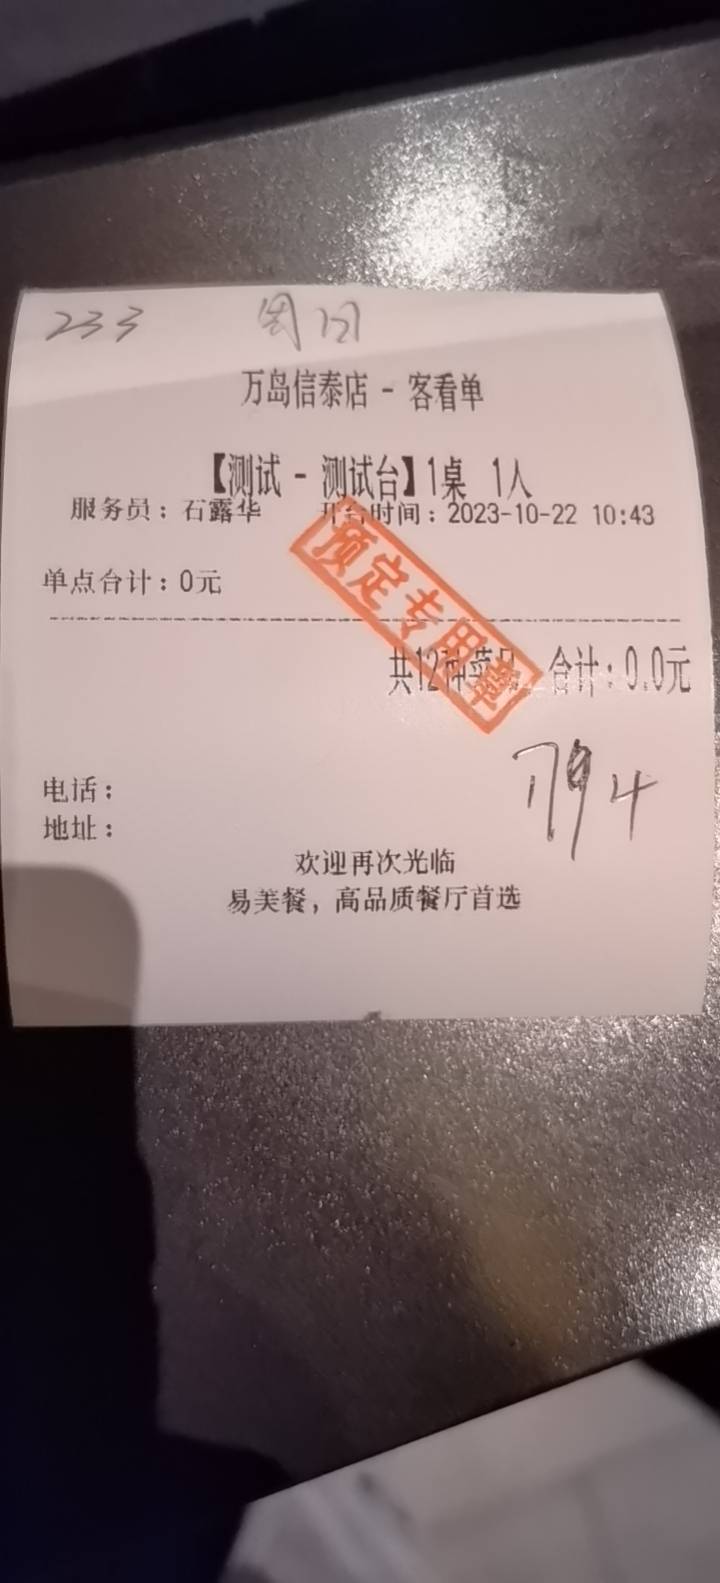 233 周日
万岛信泰店 - 客看单
【测试 - 测试台】1桌 1人
服务员：石露华 开台时间：2023-10-22 10:43
预定专用章
单点合计：0元
共12种菜品 合计：0.0元
794
电话：
地址：
欢迎再次光临
易芙餐，高品质餐厅首选